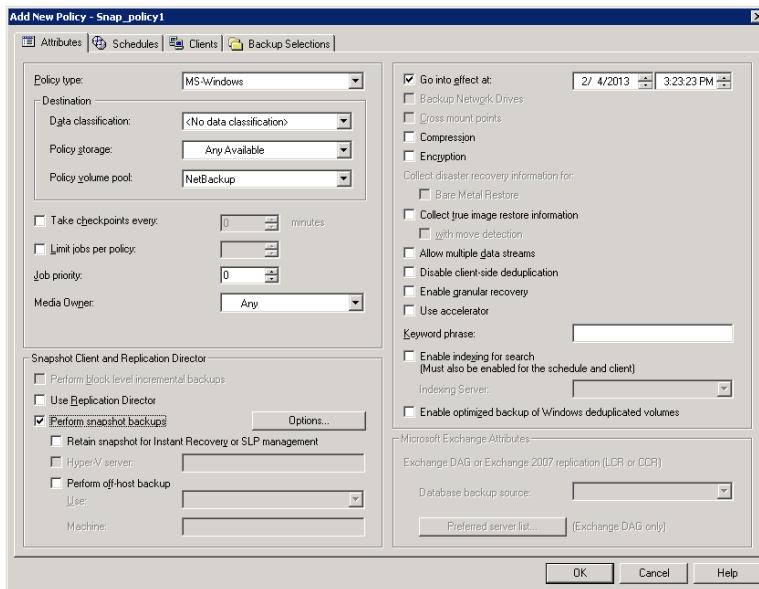 Add New Policy - Snap_policy1
Attributes Schedules Clients Backup Selections
Policy type: MS-Windows
Destination
Data classification: <No data classification>
Policy storage: Any Available
Policy volume pool: NetBackup
Take checkpoints every: 0 minutes
Limit jobs per policy:
Job priority: 0
Media Owner: Any
Snapshot Client and Replication Director
Perform block level incremental backups
Use Replication Director
Perform snapshot backups Options...
Retain snapshot for Instant Recovery or SLP management
Hyper-V server:
Perform off-host backup
Use:
Machine:
Go into effect at: 2/ 4/2013 3:23:23 PM
Backup Network Drives
Cross mount points
Compression
Encryption
Collect disaster recovery information for:
Bare Metal Restore
Collect true image restore information
with move detection
Allow multiple data streams
Disable client-side deduplication
Enable granular recovery
Use accelerator
Keyword phrase:
Enable indexing for search
(Must also be enabled for the schedule and client)
Indexing Server:
Enable optimized backup of Windows deduplicated volumes
Microsoft Exchange Attributes
Exchange DAG or Exchange 2007 replication (LCR or CCR)
Database backup source:
Preferred server list... (Exchange DAG only)
OK Cancel Help